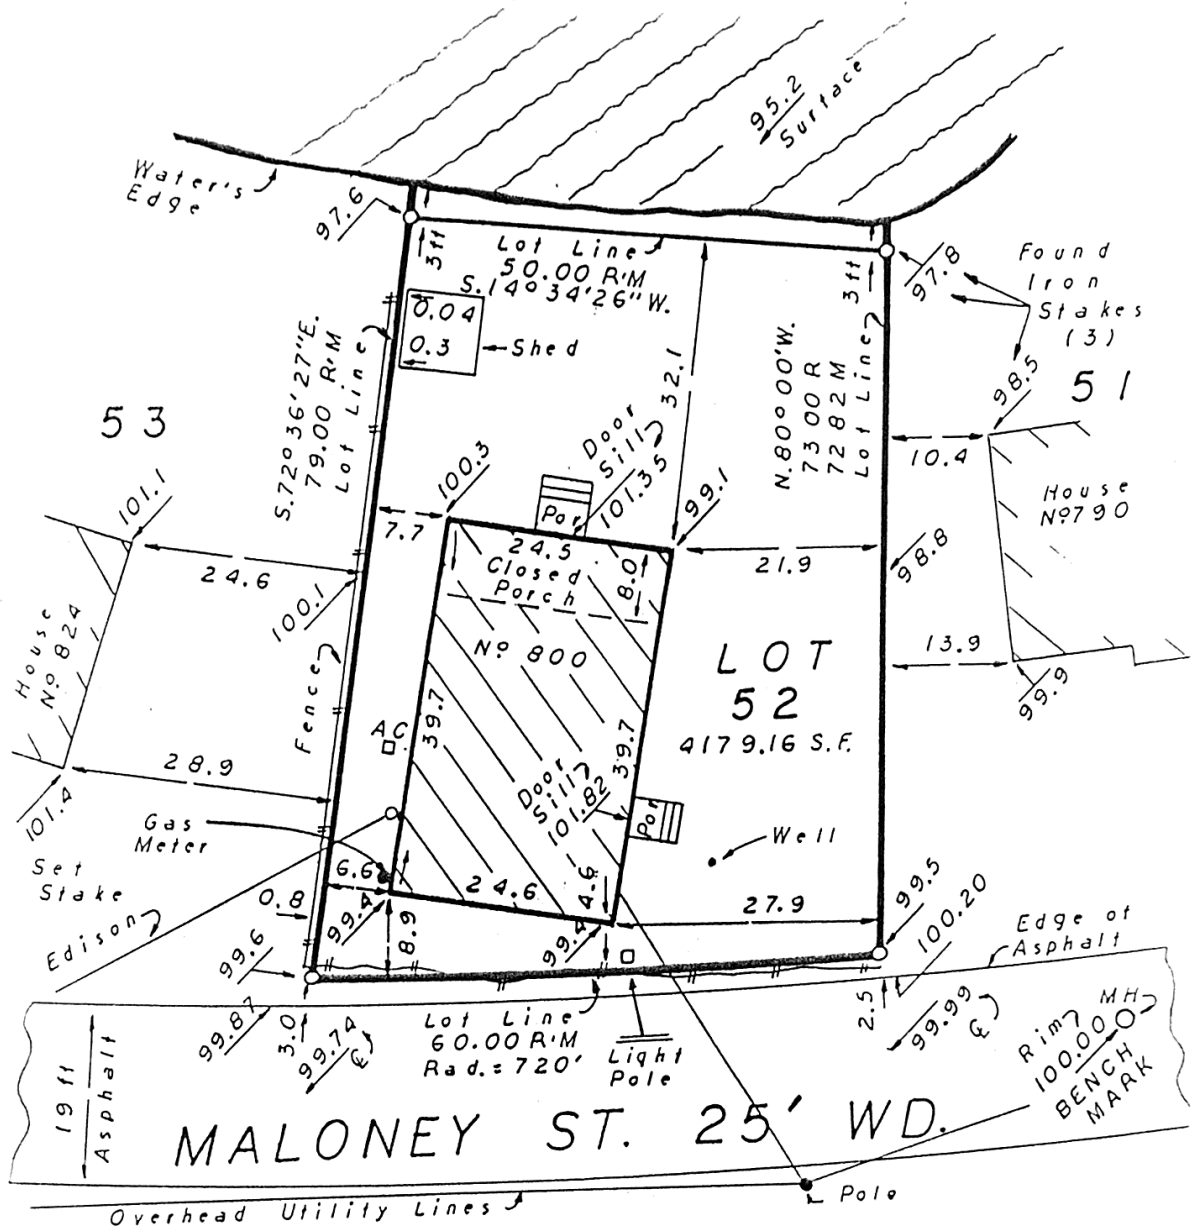 95.2
Surface
Water's
Edge
97.6
3 ft
Lot Line
50.00 R'M
S.14° 34'26" W.
3 ft
97.8
Found
Iron
Stakes
(3)
0.04
0.3
Shed
S.72° 36'27"E.
79.00 R'M
Lot Line
32.1
N.80° 00'W.
73 00 R
72 82 M
Lot Line
98.5
51
53
10.4
House
Nº 790
101.1
100.3
Door
Sill
101.35
99.1
Por
7.7
24.5
Closed
Porch
8.0
21.9
98.8
24.6
100.1
House
Nº 824
Nº 800
LOT
52
4179.16 S.F.
13.9
99.9
Fence
A.C.
39.7
39.7
28.9
101.4
Door
Sill
101.82
Por
Well
Gas
Meter
Set
Stake
6.6
24.6
4.6
27.9
99.5
0.8
99.4
8.9
99.4
100.20
Edge of
Asphalt
Edison
99.6
99.87
3.0
99.74
℄
Lot Line
60.00 R'M
Rad.= 720'
Light
Pole
2.5
99.99
℄
MH
Rim
100.00
BENCH
MARK
19 ft
Asphalt
MALONEY ST. 25' WD.
Pole
Overhead Utility Lines